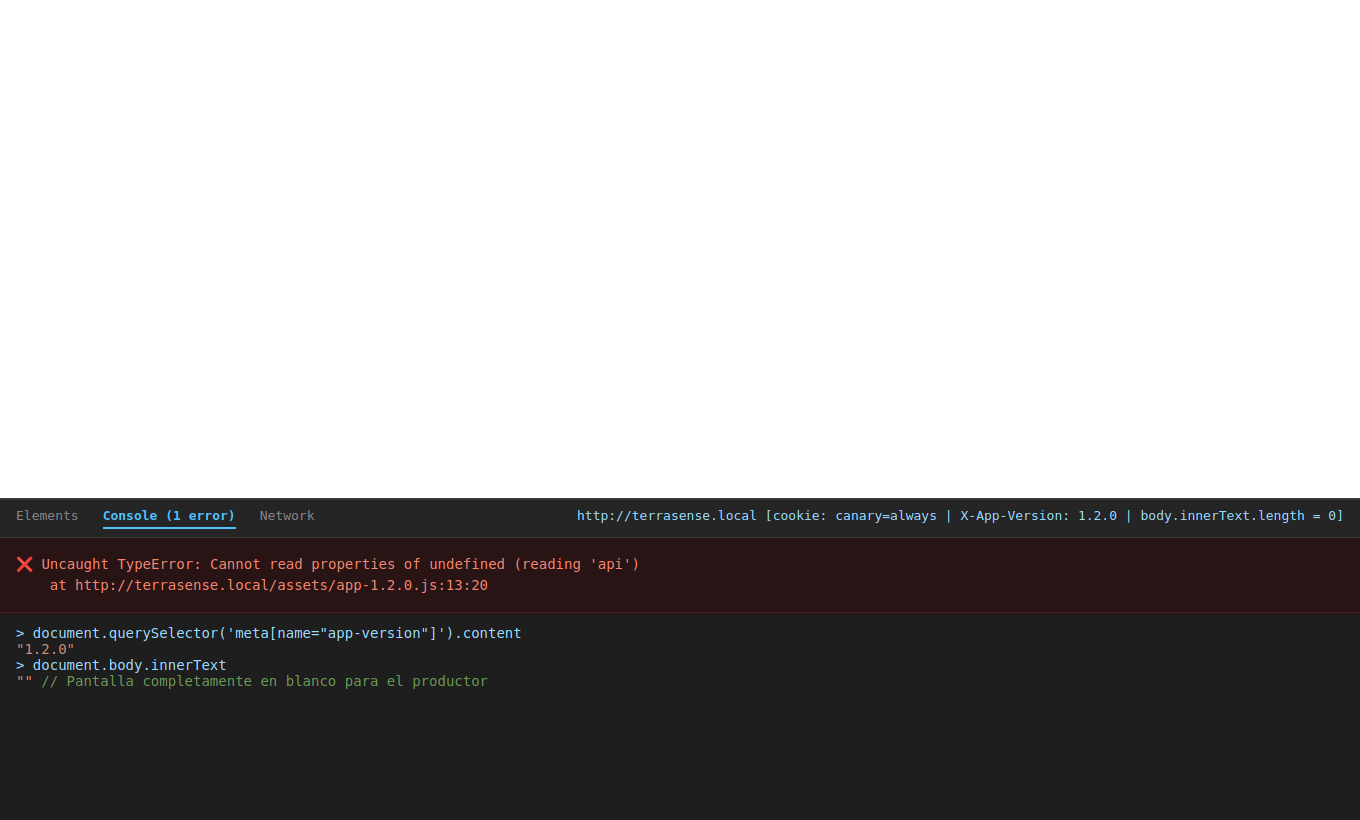 Elements Console (1 error) Network http://terrasense.local [cookie: canary=always | X-App-Version: 1.2.0 | body.innerText.length = 0]
❌ Uncaught TypeError: Cannot read properties of undefined (reading 'api')
at http://terrasense.local/assets/app-1.2.0.js:13:20
> document.querySelector('meta[name="app-version"]').content
"1.2.0"
> document.body.innerText
"" // Pantalla completamente en blanco para el productor